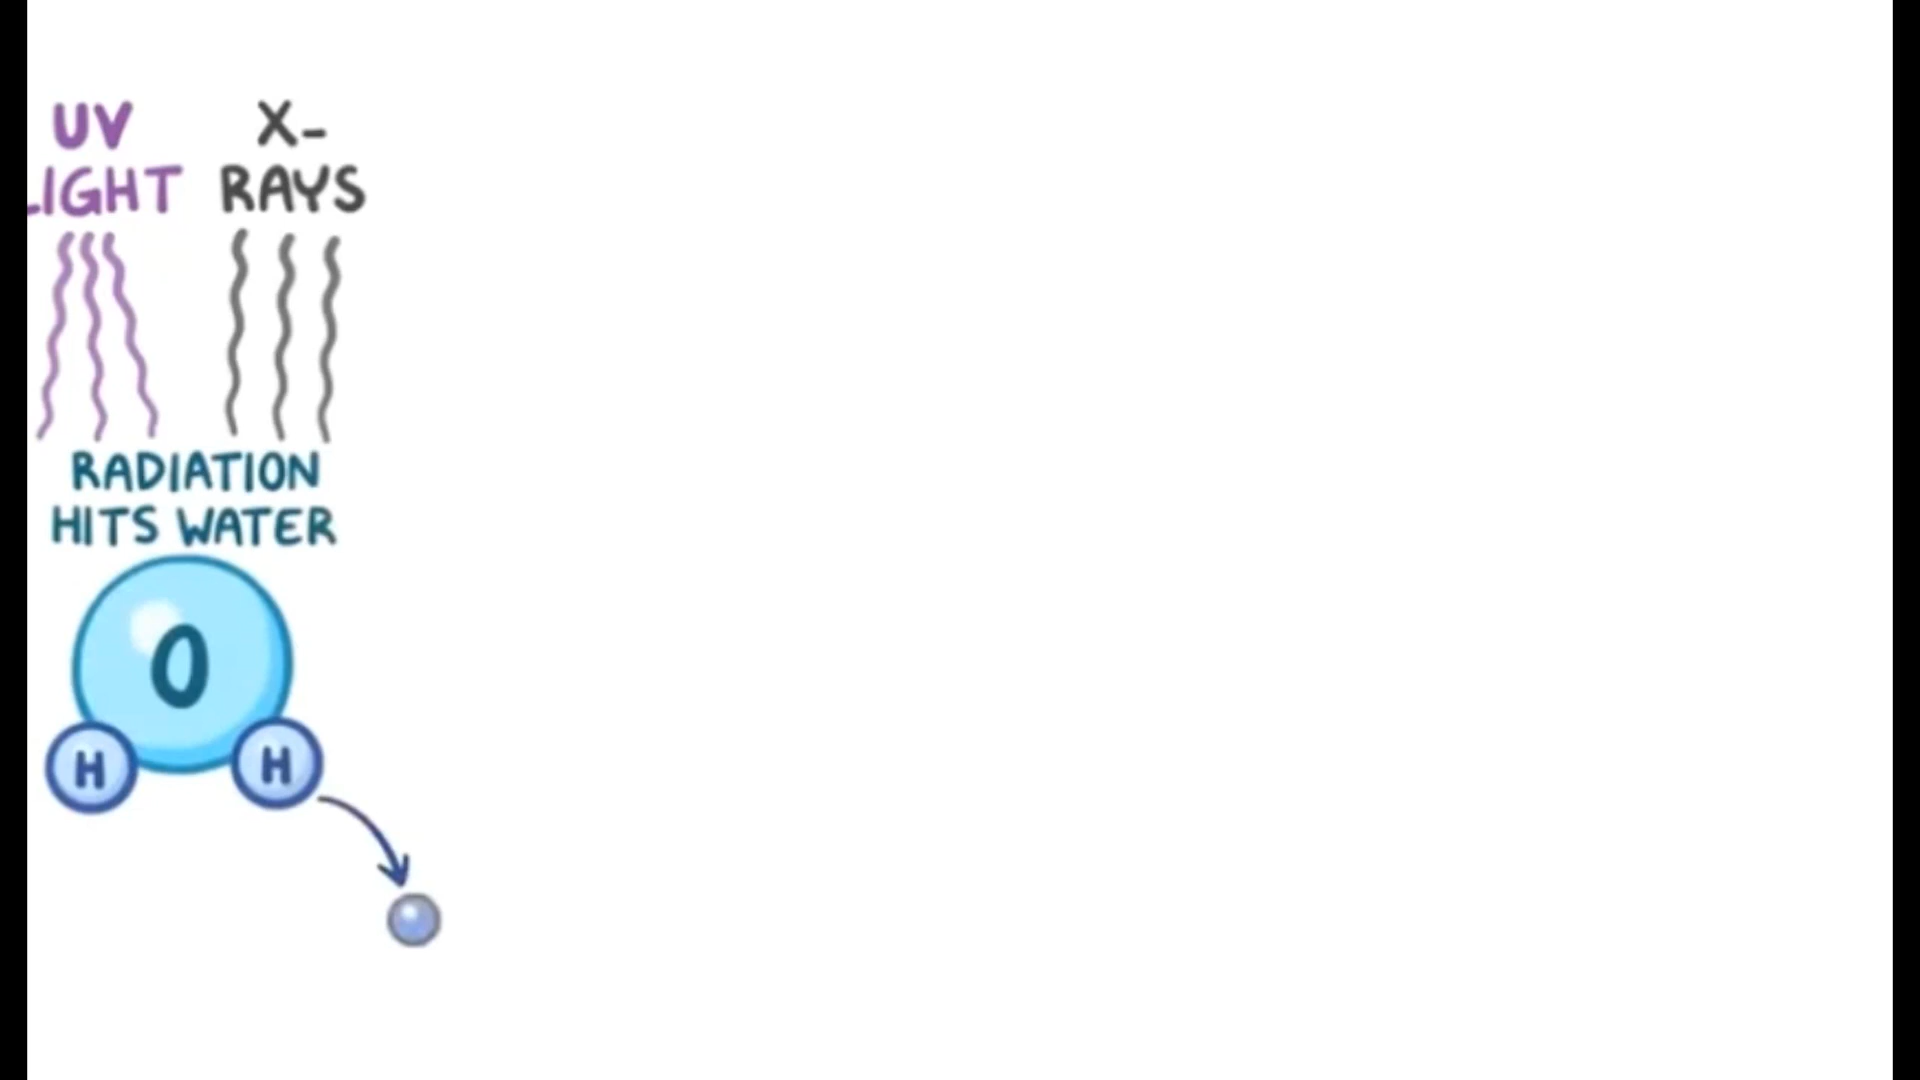 UV
LIGHT
X-
RAYS
RADIATION
HITS WATER
O
H
H